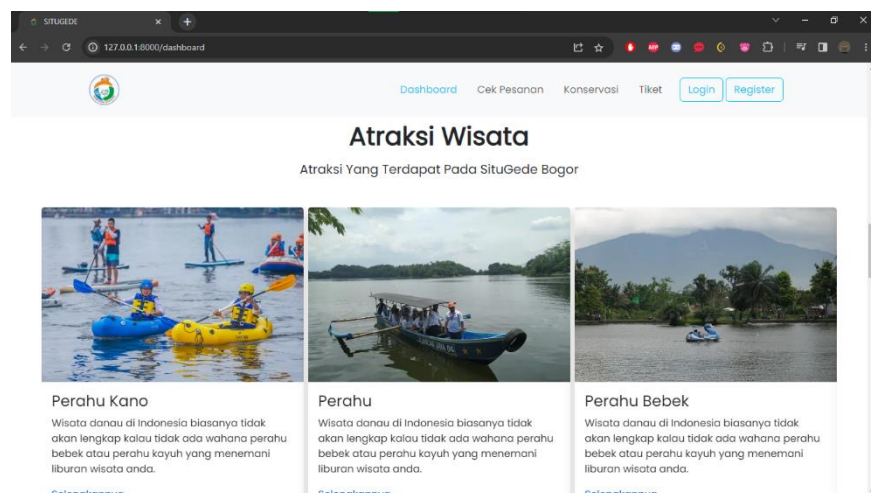 SITUGEDE
127.0.0.1:8000/dashboard
Dashboard Cek Pesanan Konservasi Tiket Login Register
Atraksi Wisata
Atraksi Yang Terdapat Pada SituGede Bogor
Perahu Kano
Wisata danau di Indonesia biasanya tidak
akan lengkap kalau tidak ada wahana perahu
bebek atau perahu kayuh yang menemani
liburan wisata anda.
Perahu
Wisata danau di Indonesia biasanya tidak
akan lengkap kalau tidak ada wahana perahu
bebek atau perahu kayuh yang menemani
liburan wisata anda.
Perahu Bebek
Wisata danau di Indonesia biasanya tidak
akan lengkap kalau tidak ada wahana perahu
bebek atau perahu kayuh yang menemani
liburan wisata anda.